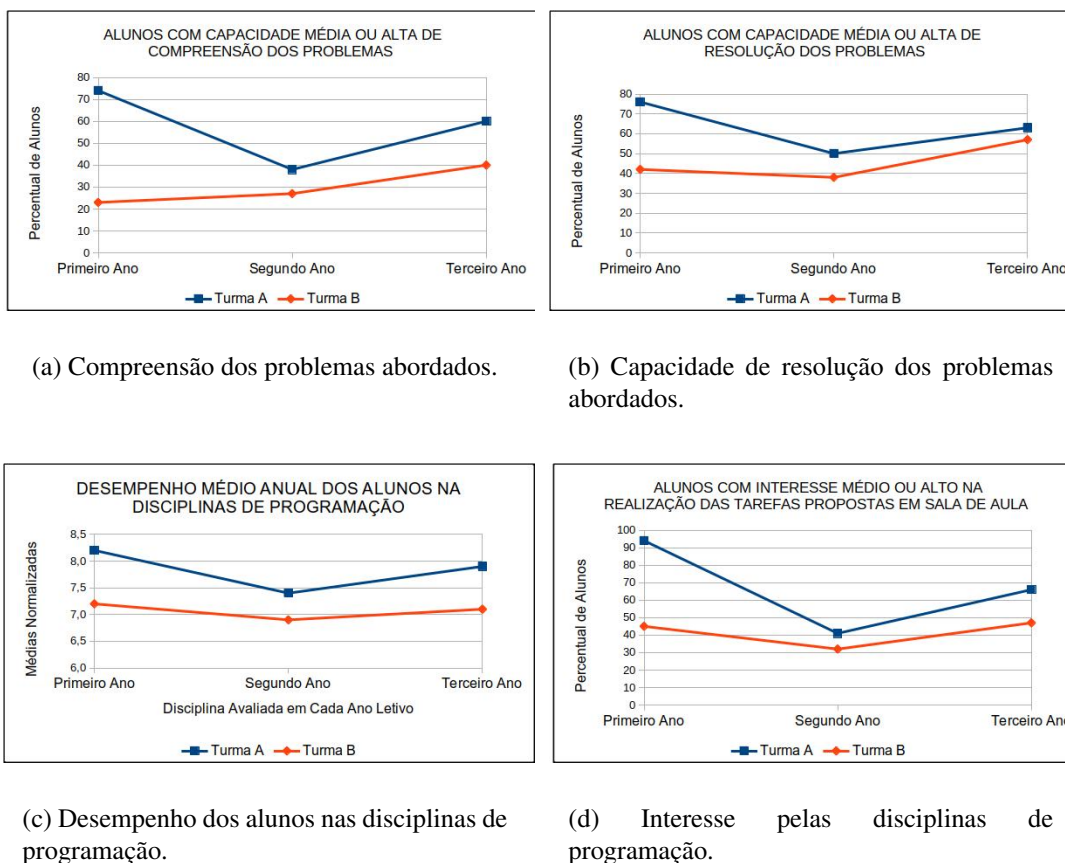 ALUNOS COM CAPACIDADE MÉDIA OU ALTA DE
COMPREENSÃO DOS PROBLEMAS
Percentual de Alunos
80
70
60
50
40
30
20
10
0
Primeiro Ano Segundo Ano Terceiro Ano
Turma A Turma B
(a) Compreensão dos problemas abordados.
ALUNOS COM CAPACIDADE MÉDIA OU ALTA DE
RESOLUÇÃO DOS PROBLEMAS
Percentual de Alunos
80
70
60
50
40
30
20
10
0
Primeiro Ano Segundo Ano Terceiro Ano
Turma A Turma B
(b) Capacidade de resolução dos problemas
abordados.
DESEMPENHO MÉDIO ANUAL DOS ALUNOS NA
DISCIPLINAS DE PROGRAMAÇÃO
Médias Normalizadas
8,5
8,0
7,5
7,0
6,5
6,0
Primeiro Ano Segundo Ano Terceiro Ano
Disciplina Avaliada em Cada Ano Letivo
Turma A Turma B
(c) Desempenho dos alunos nas disciplinas de
programação.
ALUNOS COM INTERESSE MÉDIO OU ALTO NA
REALIZAÇÃO DAS TAREFAS PROPOSTAS EM SALA DE AULA
Percentual de Alunos
100
90
80
70
60
50
40
30
20
10
0
Primeiro Ano Segundo Ano Terceiro Ano
Turma A Turma B
(d) Interesse pelas disciplinas de
programação.